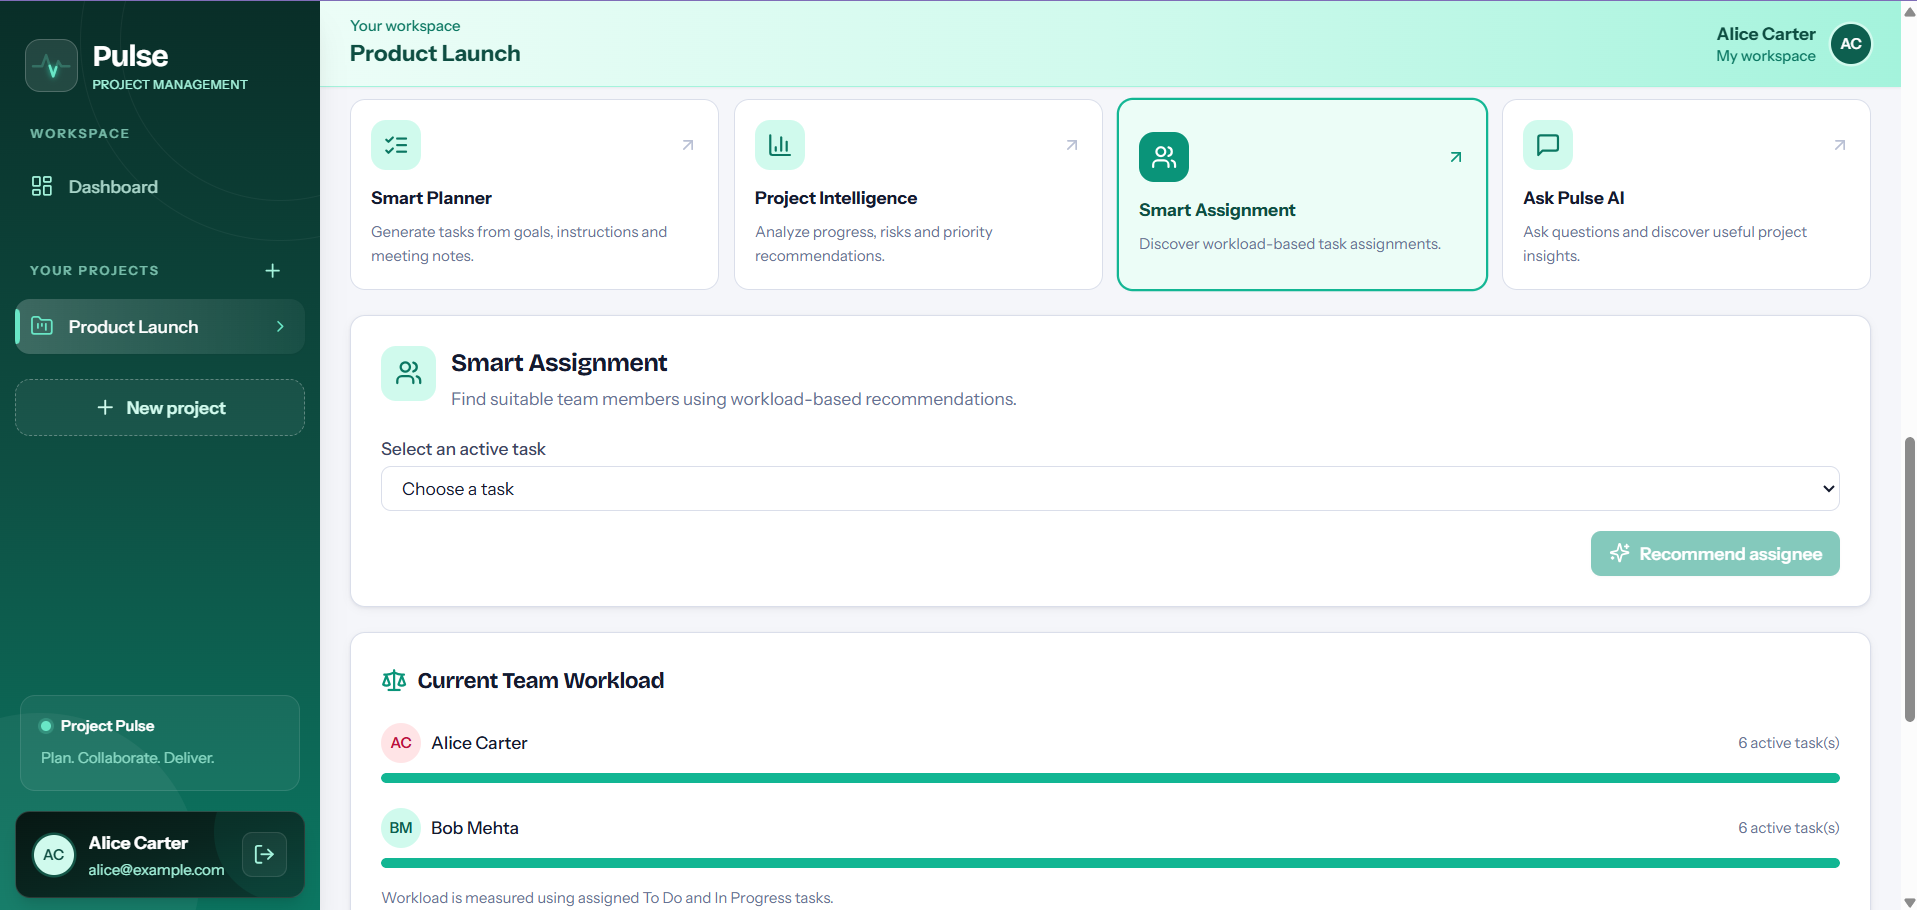 Pulse
PROJECT MANAGEMENT
WORKSPACE
Dashboard
YOUR PROJECTS
Product Launch
New project
Project Pulse
Plan. Collaborate. Deliver.
AC
Alice Carter
alice@example.com
Your workspace
Product Launch
Alice Carter
My workspace
AC
Smart Planner
Generate tasks from goals, instructions and
meeting notes.
Project Intelligence
Analyze progress, risks and priority
recommendations.
Smart Assignment
Discover workload-based task assignments.
Ask Pulse AI
Ask questions and discover useful project
insights.
Smart Assignment
Find suitable team members using workload-based recommendations.
Select an active task
Choose a task
Recommend assignee
Current Team Workload
AC Alice Carter 6 active task(s)
BM Bob Mehta 6 active task(s)
Workload is measured using assigned To Do and In Progress tasks.